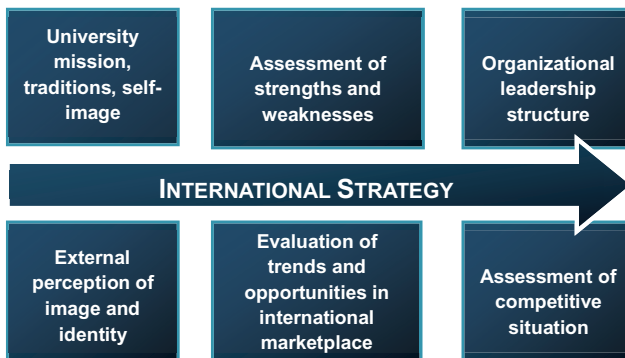 University
mission,
traditions, self-
image
Assessment of
strengths and
weaknesses
Organizational
leadership
structure
INTERNATIONAL STRATEGY
External
perception of
image and
identity
Evaluation of
trends and
opportunities in
international
marketplace
Assessment of
competitive
situation